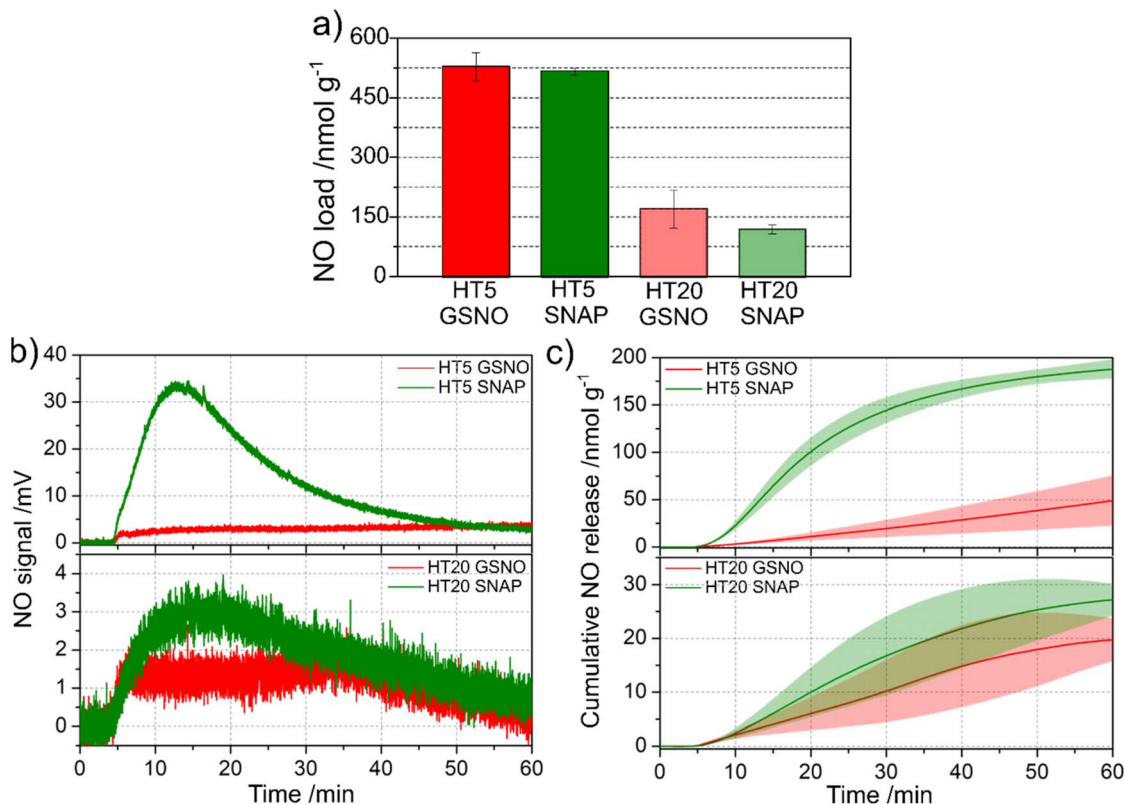 a)
NO load /nmol g⁻¹
600
450
300
150
0
HT5 GSNO
HT5 SNAP
HT20 GSNO
HT20 SNAP
b)
NO signal /mV
40
30
20
10
0
HT5 GSNO
HT5 SNAP
4
3
2
1
0
HT20 GSNO
HT20 SNAP
0 10 20 30 40 50 60
Time /min
c)
Cumulative NO release /nmol g⁻¹
200
150
100
50
0
HT5 GSNO
HT5 SNAP
30
20
10
0
HT20 GSNO
HT20 SNAP
0 10 20 30 40 50 60
Time /min